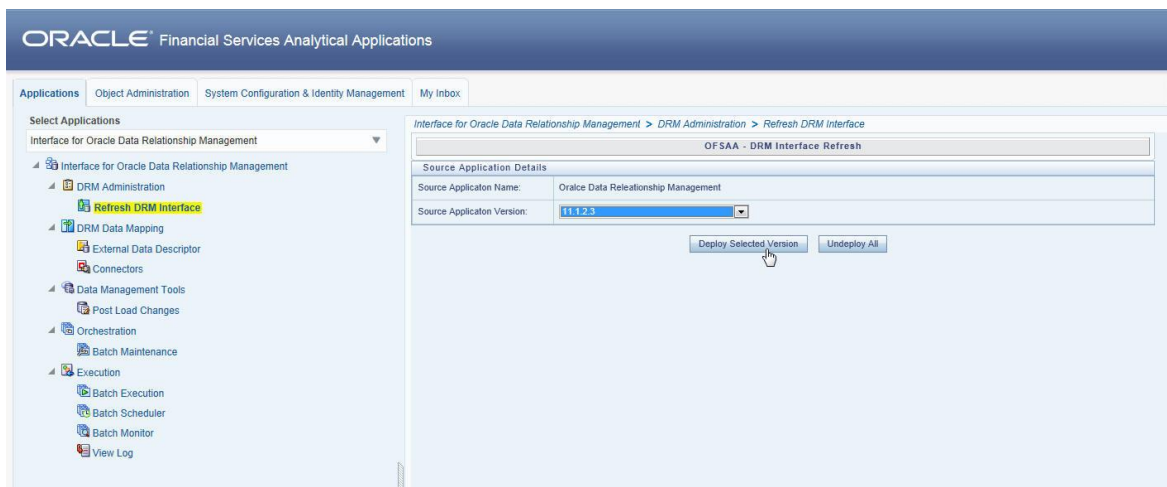 ORACLE® Financial Services Analytical Applications
Applications
Object Administration
System Configuration & Identity Management
My Inbox
Select Applications
Interface for Oracle Data Relationship Management
Interface for Oracle Data Relationship Management
DRM Administration
Refresh DRM Interface
DRM Data Mapping
External Data Descriptor
Connectors
Data Management Tools
Post Load Changes
Orchestration
Batch Maintenance
Execution
Batch Execution
Batch Scheduler
Batch Monitor
View Log
Interface for Oracle Data Relationship Management > DRM Administration > Refresh DRM Interface
OFSAA - DRM Interface Refresh
Source Application Details
Source Applicaton Name: Oralce Data Releationship Management
Source Applicaton Version: 11.1.2.3
Deploy Selected Version
Undeploy All